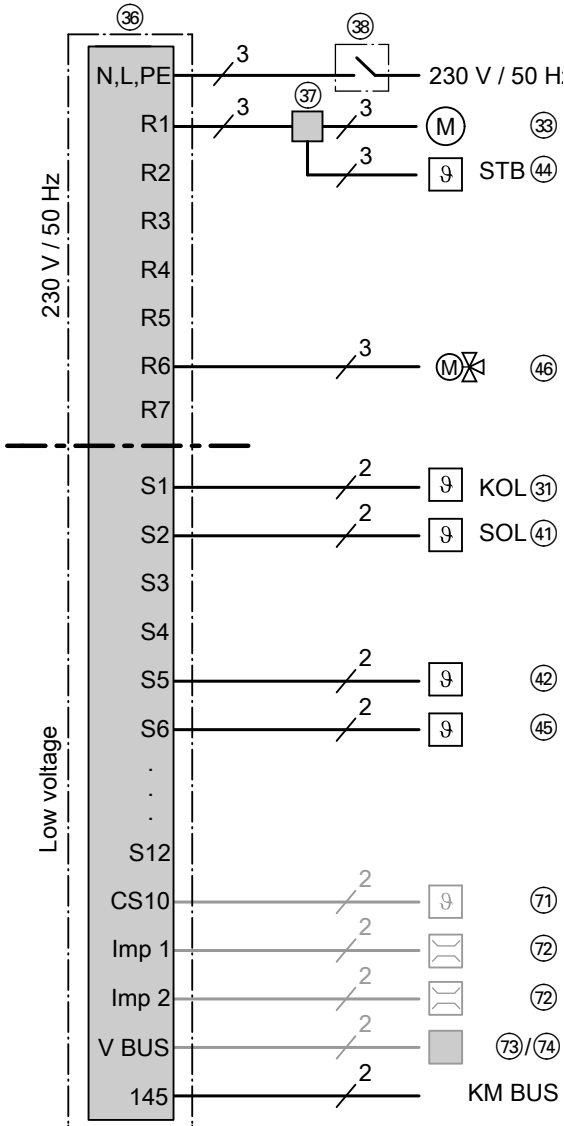 36
38
N,L,PE 3 230 V / 50 Hz
37
R1 3 3 M 33
R2 3 ϑ STB 44
R3
230 V / 50 Hz
R4
R5
R6 3 M 46
R7
S1 2 ϑ KOL 31
S2 2 ϑ SOL 41
S3
S4
S5 2 ϑ 42
S6 2 ϑ 45
Low voltage
.
.
.
S12
CS10 2 ϑ 71
Imp 1 2 72
Imp 2 2 72
V BUS 2 73/74
145 2 KM BUS